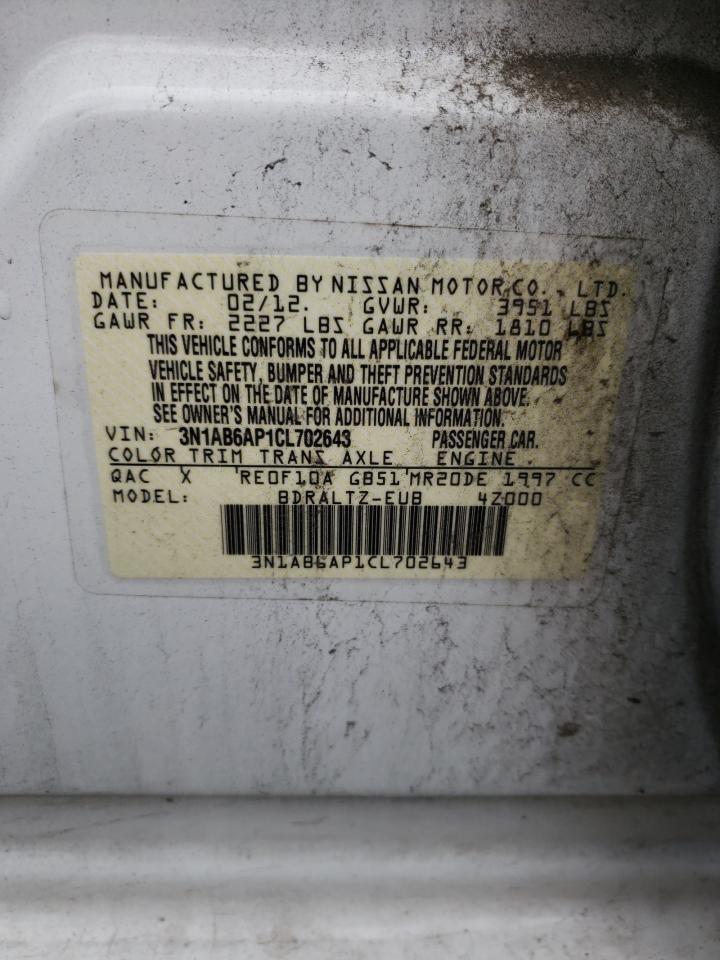 MANUFACTURED BY NISSAN MOTOR CO., LTD.
DATE: 02/12. GVWR: 3951 LBS
GAWR FR: 2227 LBS GAWR RR: 1810 LBS
THIS VEHICLE CONFORMS TO ALL APPLICABLE FEDERAL MOTOR
VEHICLE SAFETY, BUMPER AND THEFT PREVENTION STANDARDS
IN EFFECT ON THE DATE OF MANUFACTURE SHOWN ABOVE.
SEE OWNER'S MANUAL FOR ADDITIONAL INFORMATION.
VIN: 3N1AB6AP1CL702643 PASSENGER CAR.
COLOR TRIM TRANS AXLE ENGINE
QAC X RE0F10A GB51 MR20DE 1997 CC
MODEL: BDRALTZ-EUB 4Z000
3N1AB6AP1CL702643